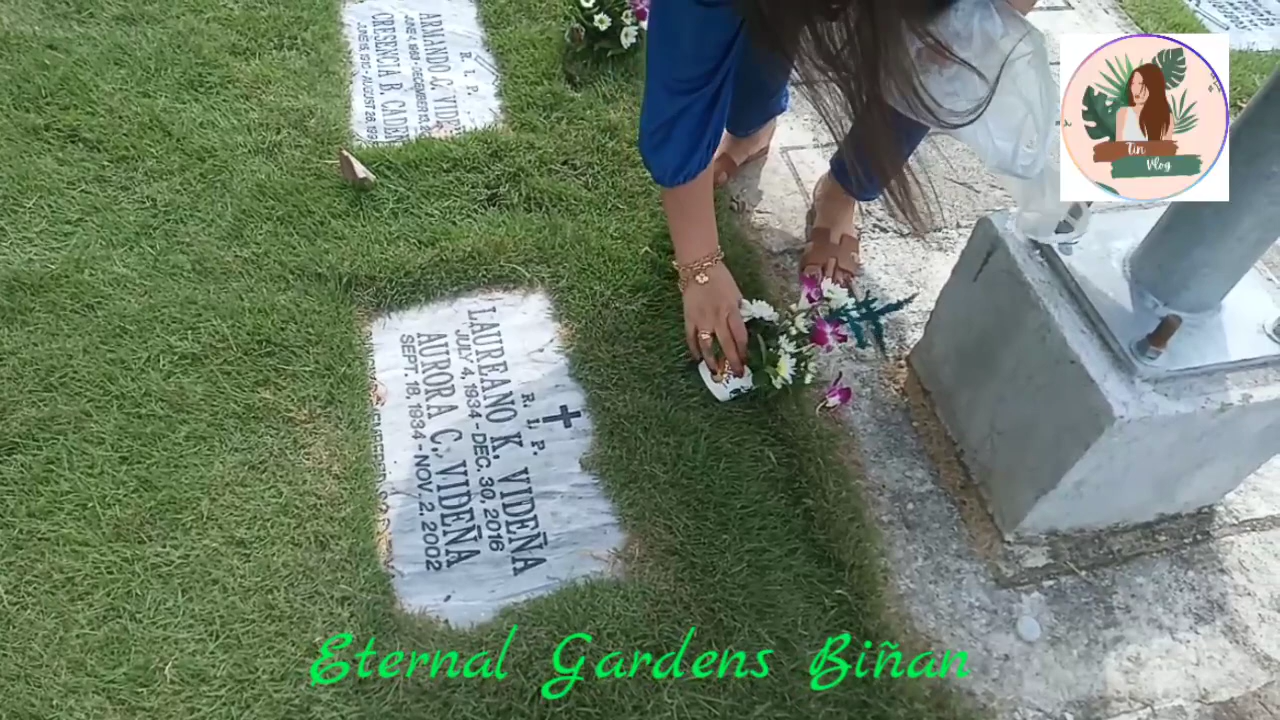 R. I. P.
ARMANDO C. VIDE
CRESENCIA B. CADE
R. I. P.
LAUREANO K. VIDEÑA
JULY 4, 1934 - DEC. 30, 2016
AURORA C. VIDEÑA
SEPT. 18, 1934 - NOV. 2, 2002
Tin
Vlog
Eternal Gardens Biñan